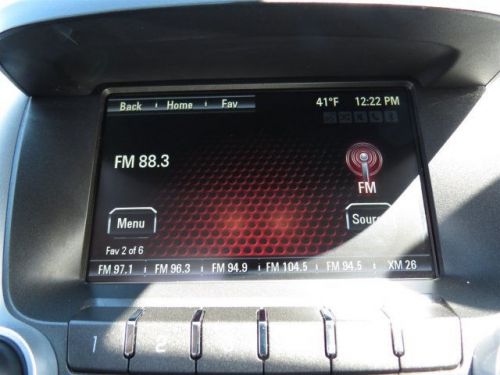 Back Home Fav 41°F 12:22 PM
FM 88.3
FM
Menu
Fav 2 of 6
FM 97.1 FM 96.3 FM 94.9 FM 104.5 FM 94.5 XM 26
1 2